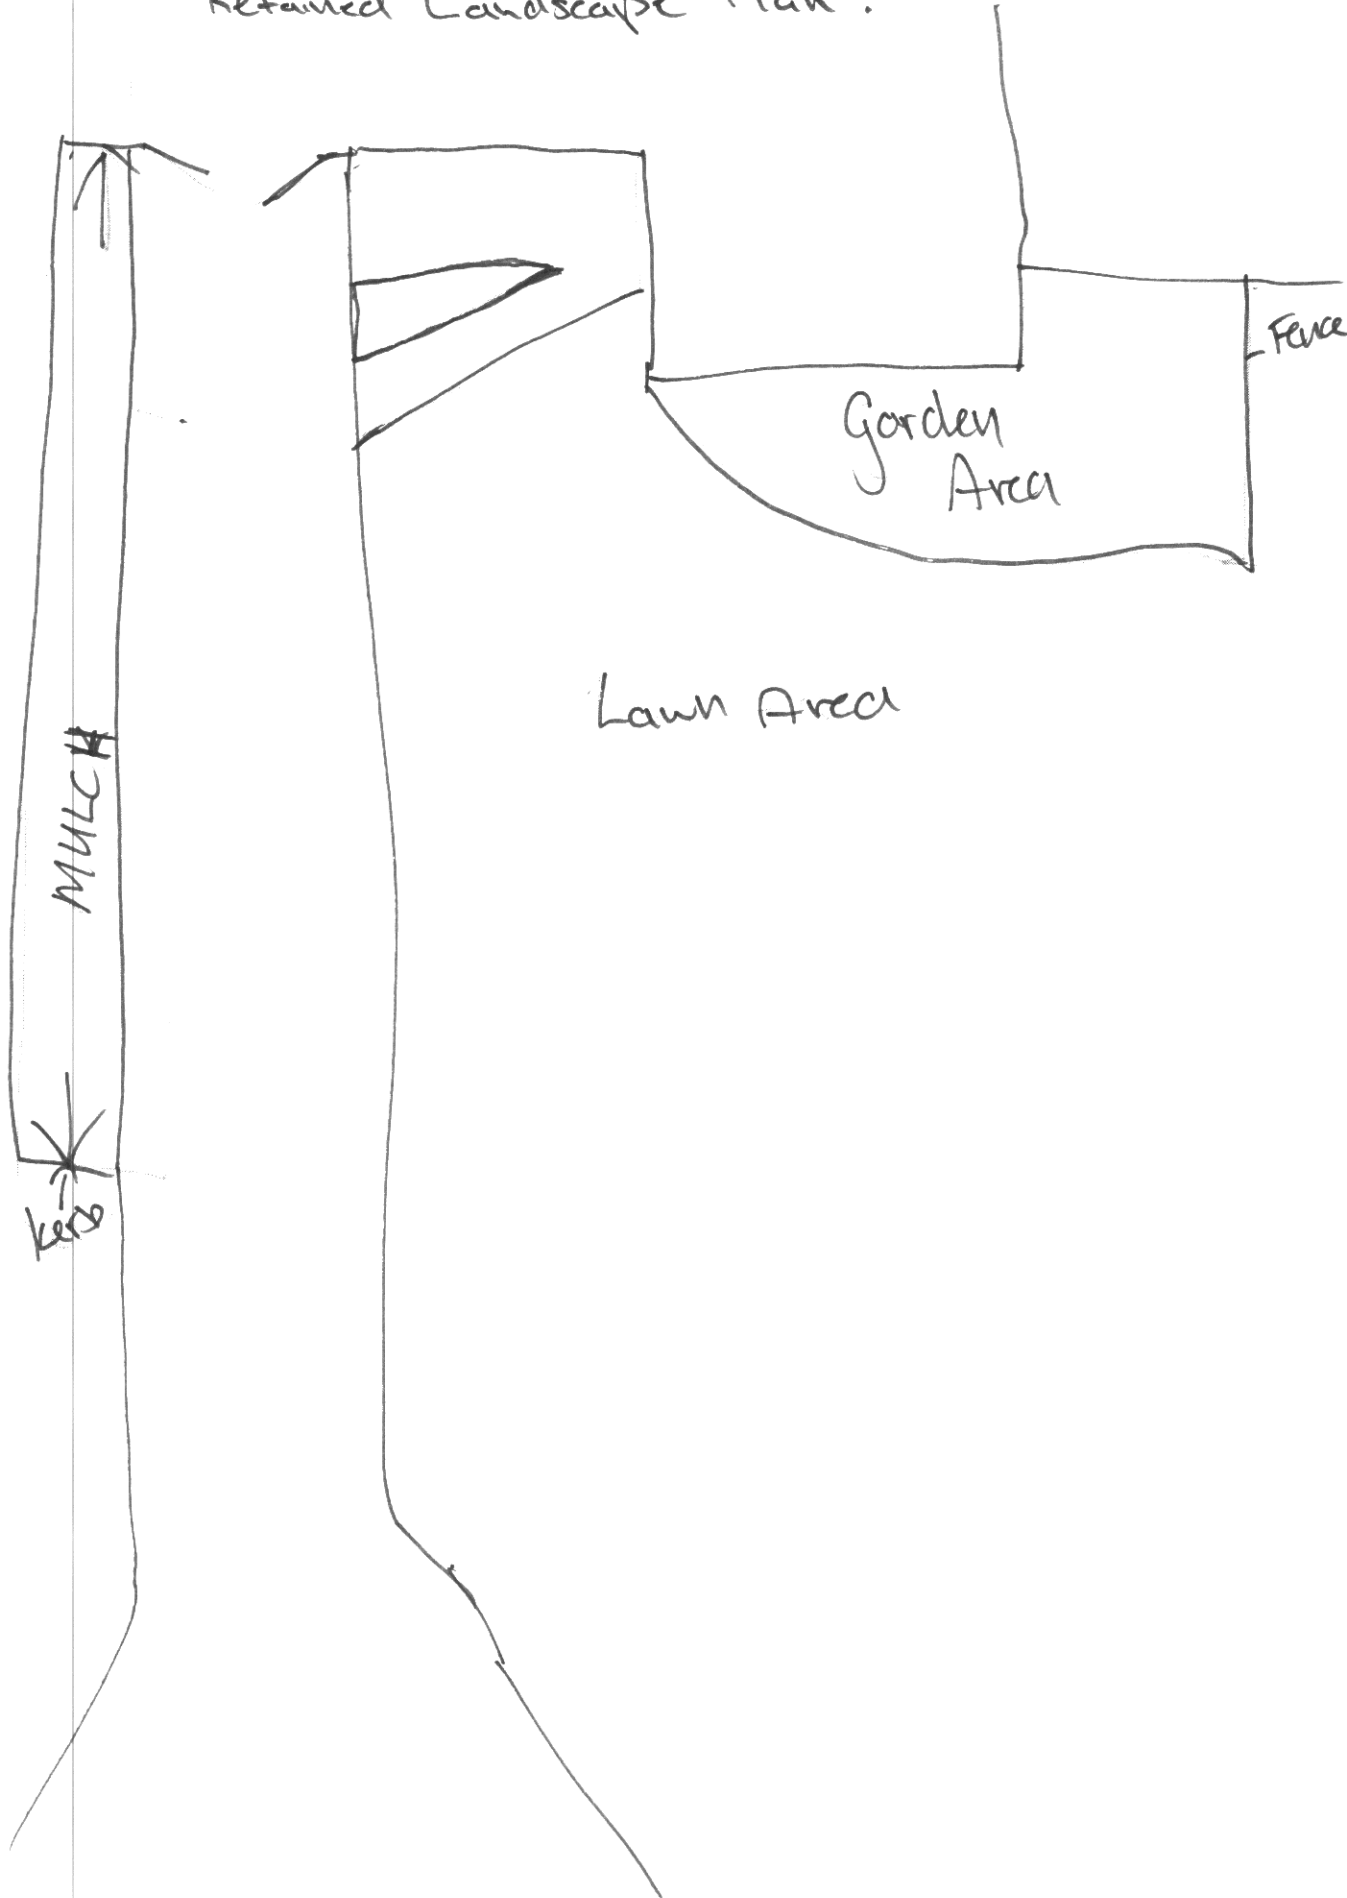 Retained Landscape Plan.
Fence
Garden
Area
Lawn Area
MULCH
Kerb